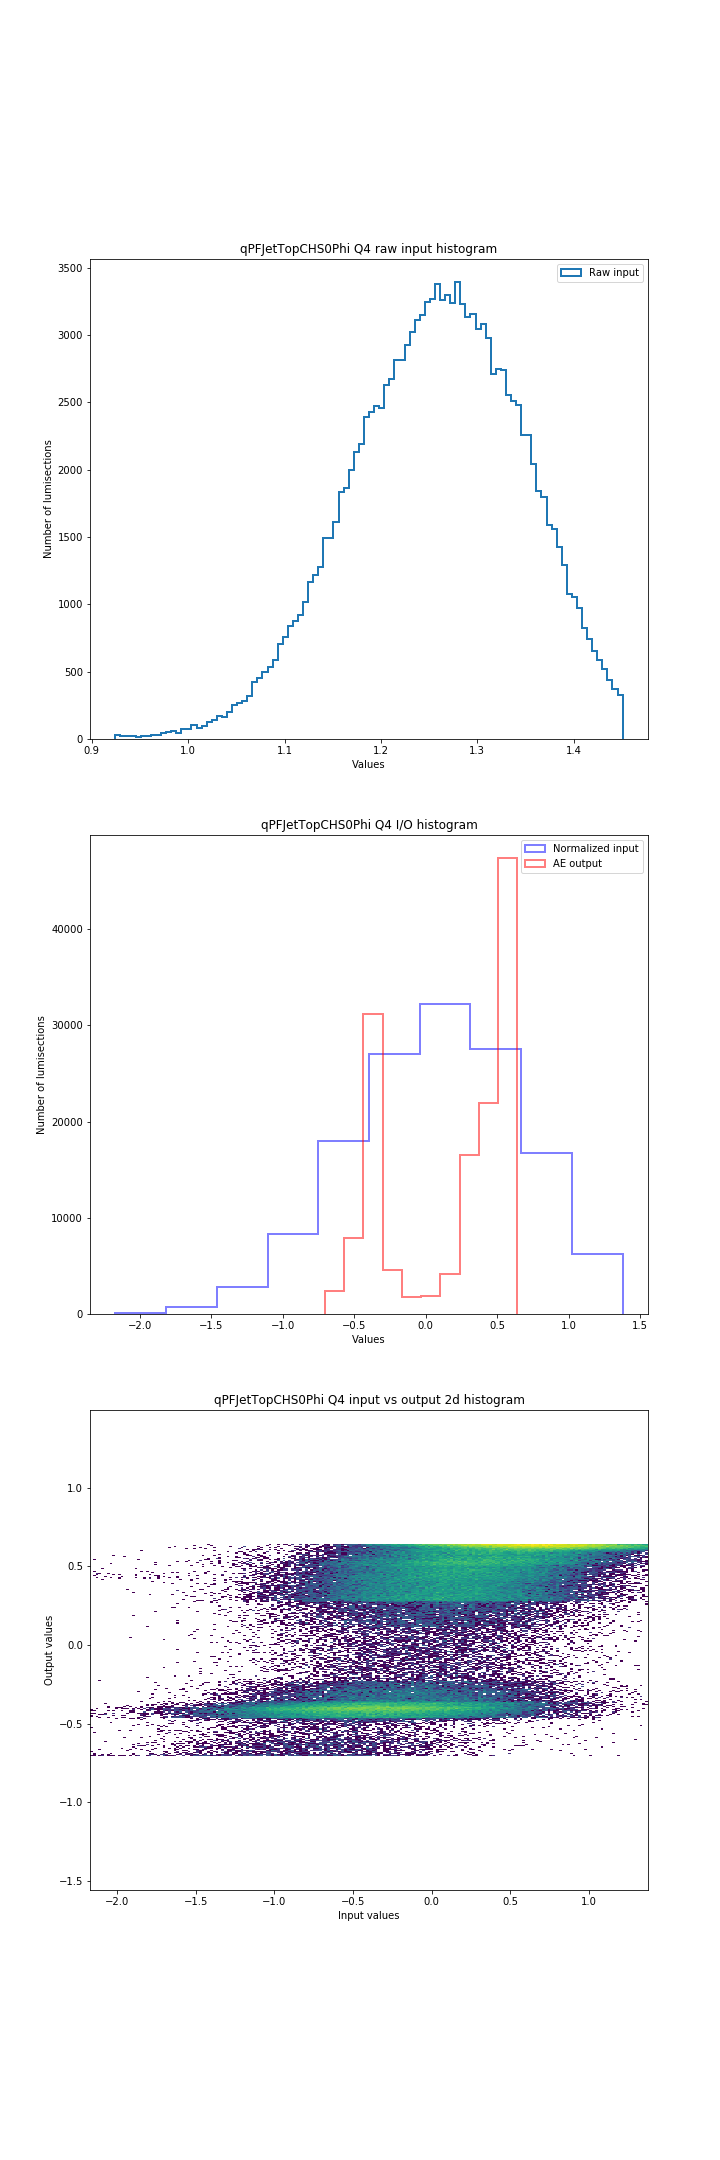 qPFJetTopCHS0Phi Q4 raw input histogram
Raw input
3500
3000
2500
2000
1500
1000
500
0
Number of lumisections
0.9 1.0 1.1 1.2 1.3 1.4
Values
qPFJetTopCHS0Phi Q4 I/O histogram
Normalized input
AE output
40000
30000
20000
10000
0
Number of lumisections
−2.0 −1.5 −1.0 −0.5 0.0 0.5 1.0 1.5
Values
qPFJetTopCHS0Phi Q4 input vs output 2d histogram
1.0
0.5
0.0
−0.5
−1.0
−1.5
Output values
−2.0 −1.5 −1.0 −0.5 0.0 0.5 1.0
Input values